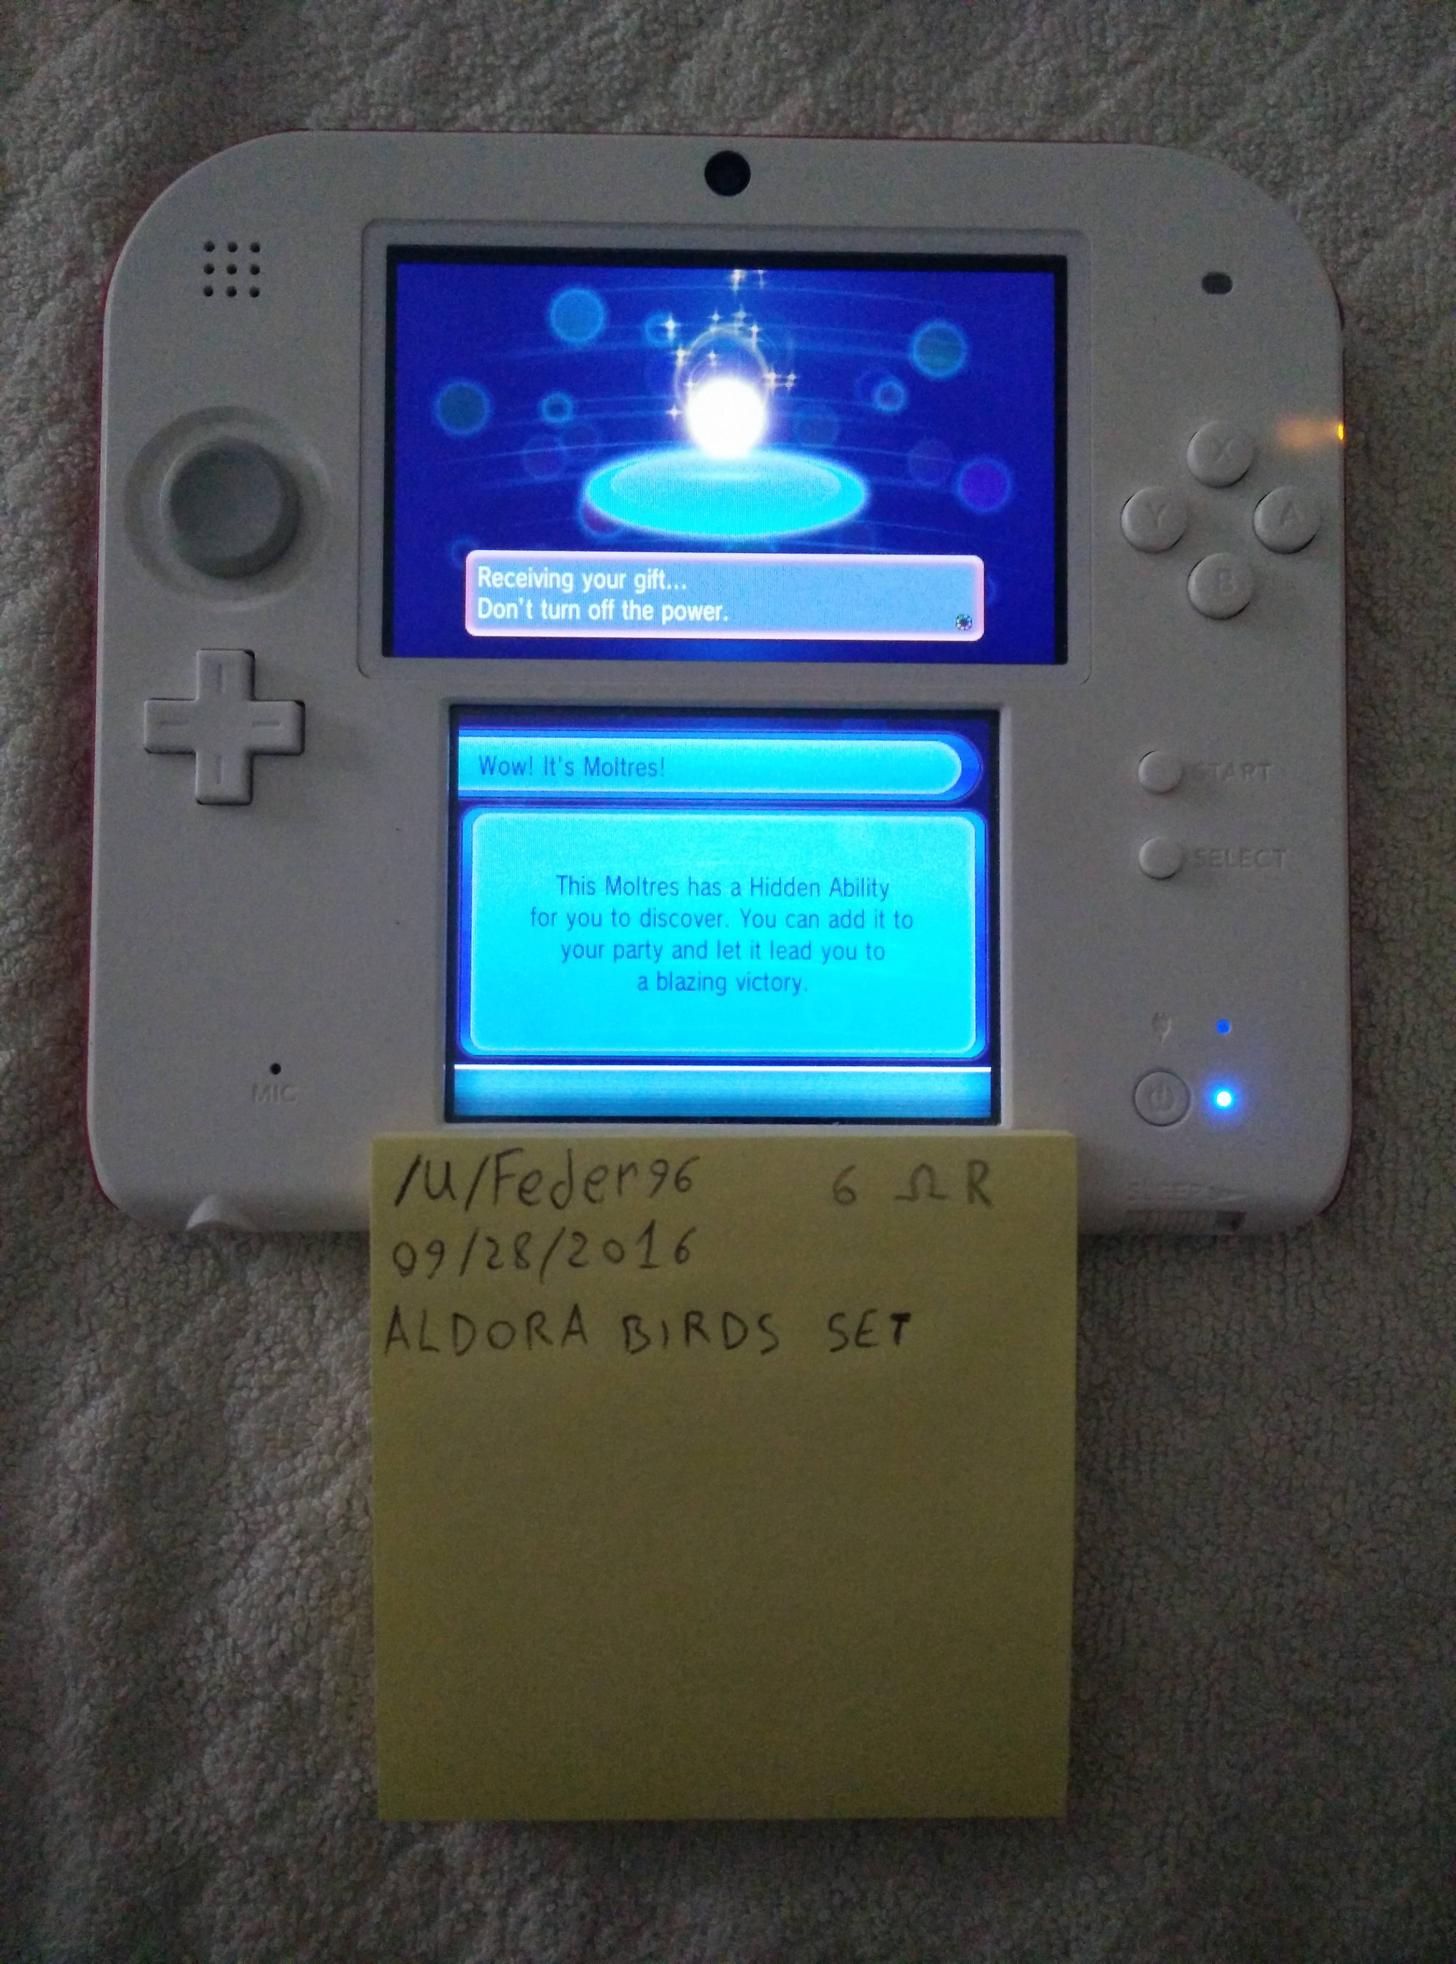 X
Y
A
B
Receiving your gift...
Don't turn off the power.
START
Wow! It's Moltres!
SELECT
This Moltres has a Hidden Ability
for you to discover. You can add it to
your party and let it lead you to
a blazing victory.
MIC
SLEEP
/U/Feder96 6 Ω R
09/28/2016
ALDORA BIRDS SET